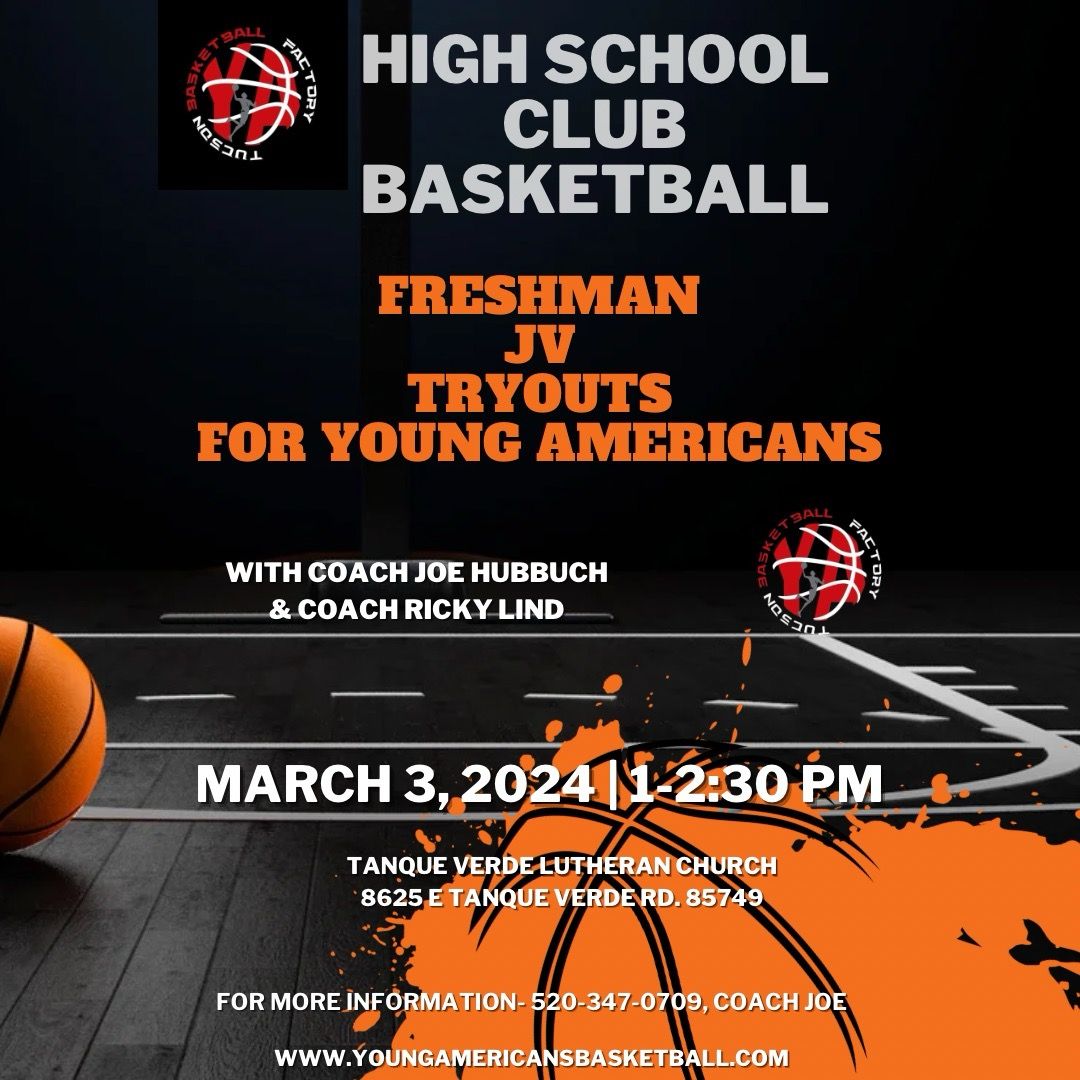 BASKETBALL FACTORY
TUCSON
YA
HIGH SCHOOL
CLUB
BASKETBALL
FRESHMAN
JV
TRYOUTS
FOR YOUNG AMERICANS
WITH COACH JOE HUBBUCH
& COACH RICKY LIND
BASKETBALL FACTORY
TUCSON
YA
MARCH 3, 2024 | 1-2:30 PM
TANQUE VERDE LUTHERAN CHURCH
8625 E TANQUE VERDE RD. 85749
FOR MORE INFORMATION- 520-347-0709, COACH JOE
WWW.YOUNGAMERICANSBASKETBALL.COM